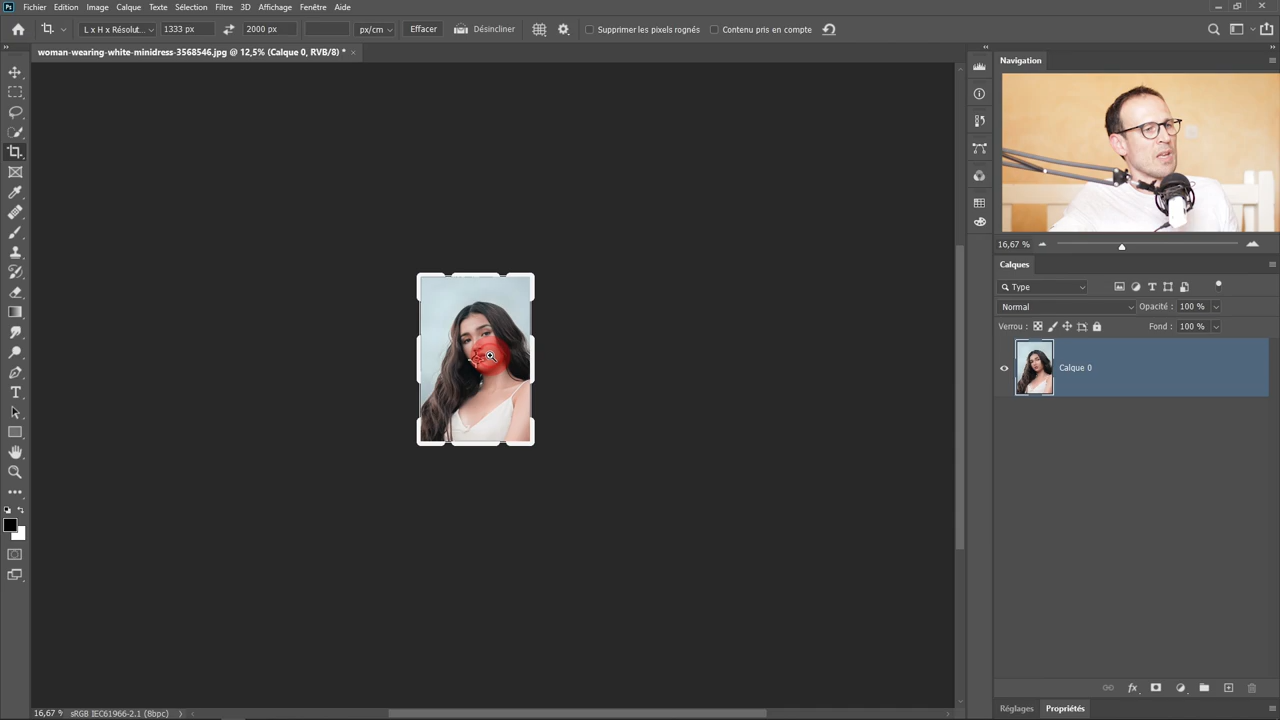 Ps Fichier Edition Image Calque Texte Sélection Filtre 3D Affichage Fenêtre Aide
L x H x Résolut... 1333 px 2000 px px/cm Effacer Désincliner Supprimer les pixels rognés Contenu pris en compte
woman-wearing-white-minidress-3568546.jpg @ 12,5% (Calque 0, RVB/8) * ×
Navigation
16,67 %
Calques
Type
Normal Opacité : 100 %
Verrou : Fond : 100 %
Calque 0
fx
Réglages Propriétés
16,67 % sRGB IEC61966-2.1 (8bpc)